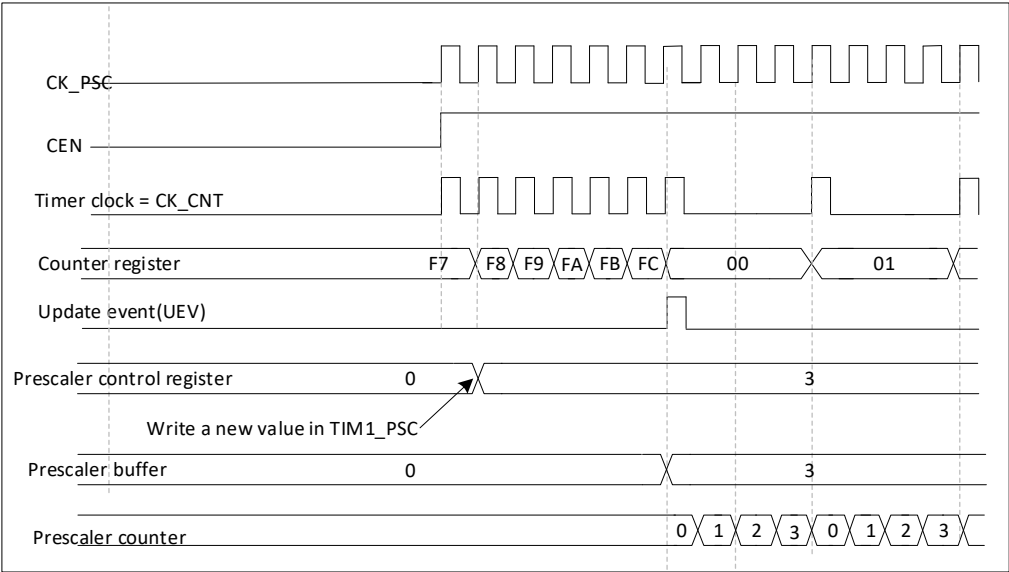 CK_PSC
CEN
Timer clock = CK_CNT
Counter register F7 F8 F9 FA FB FC 00 01
Update event(UEV)
Prescaler control register 0 3
Write a new value in TIM1_PSC
Prescaler buffer 0 3
Prescaler counter 0 1 2 3 0 1 2 3